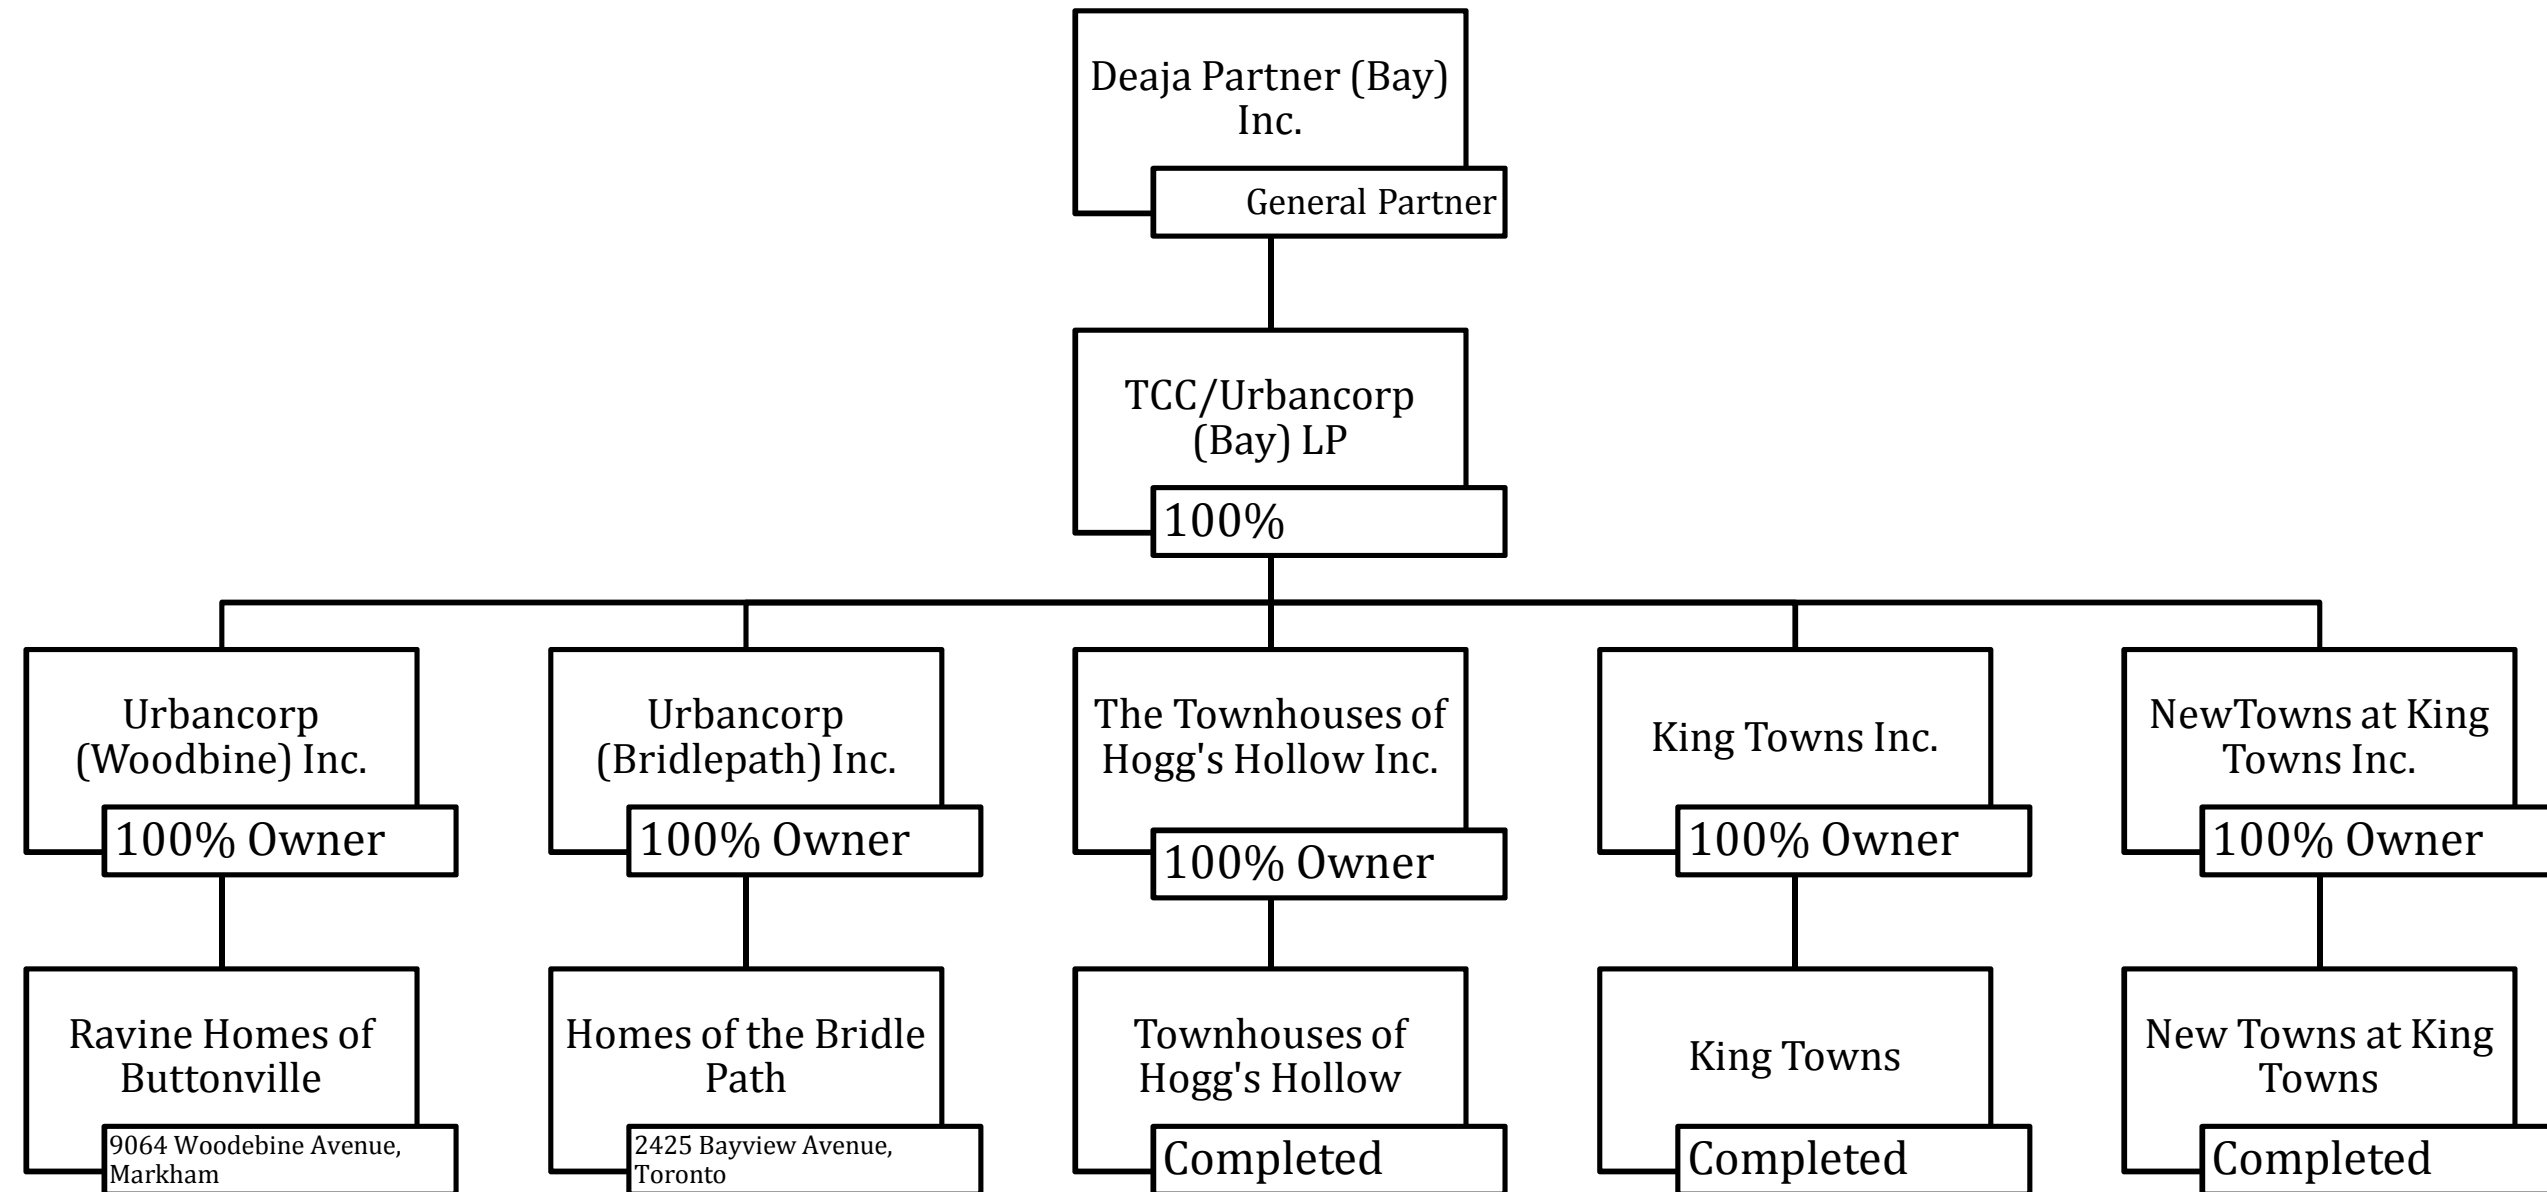 Deaja Partner (Bay)
Inc.
General Partner
TCC/Urbancorp
(Bay) LP
100%
Urbancorp
(Woodbine) Inc.
100% Owner
Urbancorp
(Bridlepath) Inc.
100% Owner
The Townhouses of
Hogg's Hollow Inc.
100% Owner
King Towns Inc.
100% Owner
NewTowns at King
Towns Inc.
100% Owner
Ravine Homes of
Buttonville
9064 Woodebine Avenue,
Markham
Homes of the Bridle
Path
2425 Bayview Avenue,
Toronto
Townhouses of
Hogg's Hollow
Completed
King Towns
Completed
New Towns at King
Towns
Completed